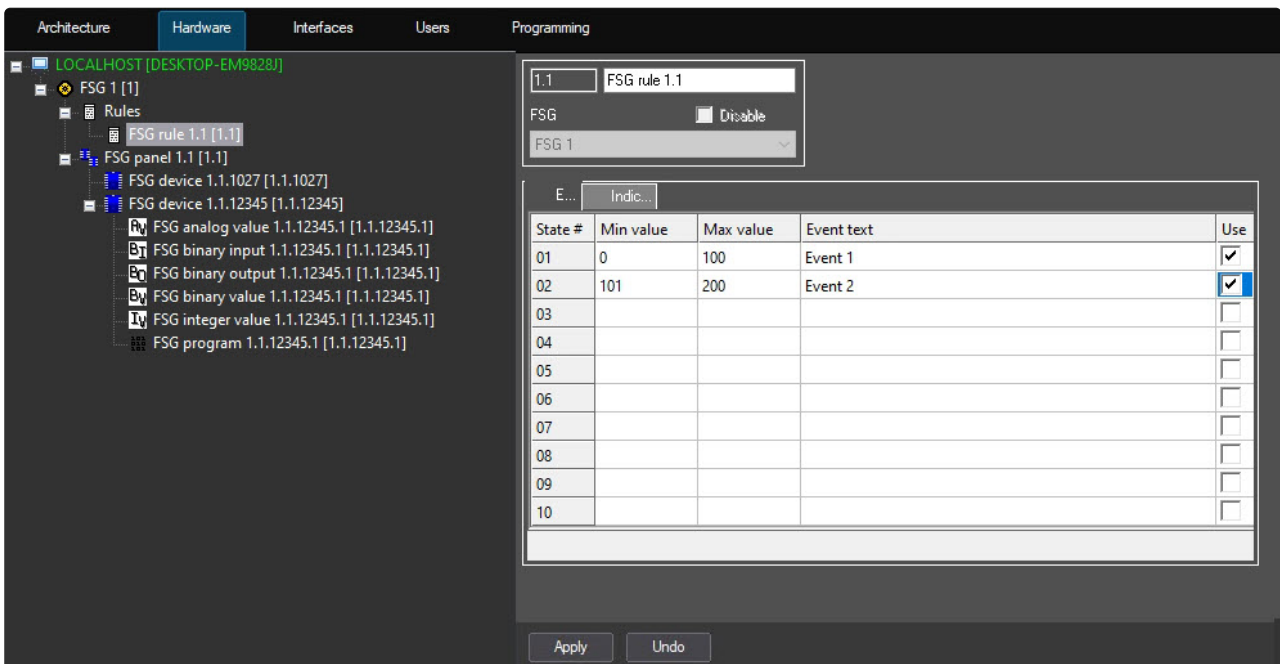 Architecture Hardware Interfaces Users Programming
LOCALHOST [DESKTOP-EM9828J]
FSG 1 [1]
Rules
FSG rule 1.1 [1.1]
FSG panel 1.1 [1.1]
FSG device 1.1.1027 [1.1.1027]
FSG device 1.1.12345 [1.1.12345]
AV FSG analog value 1.1.12345.1 [1.1.12345.1]
BI FSG binary input 1.1.12345.1 [1.1.12345.1]
BO FSG binary output 1.1.12345.1 [1.1.12345.1]
BV FSG binary value 1.1.12345.1 [1.1.12345.1]
IV FSG integer value 1.1.12345.1 [1.1.12345.1]
FSG program 1.1.12345.1 [1.1.12345.1]
1.1 FSG rule 1.1
FSG Disable
FSG 1
E... Indic...
State # Min value Max value Event text Use
01 0 100 Event 1
02 101 200 Event 2
03
04
05
06
07
08
09
10
Apply Undo